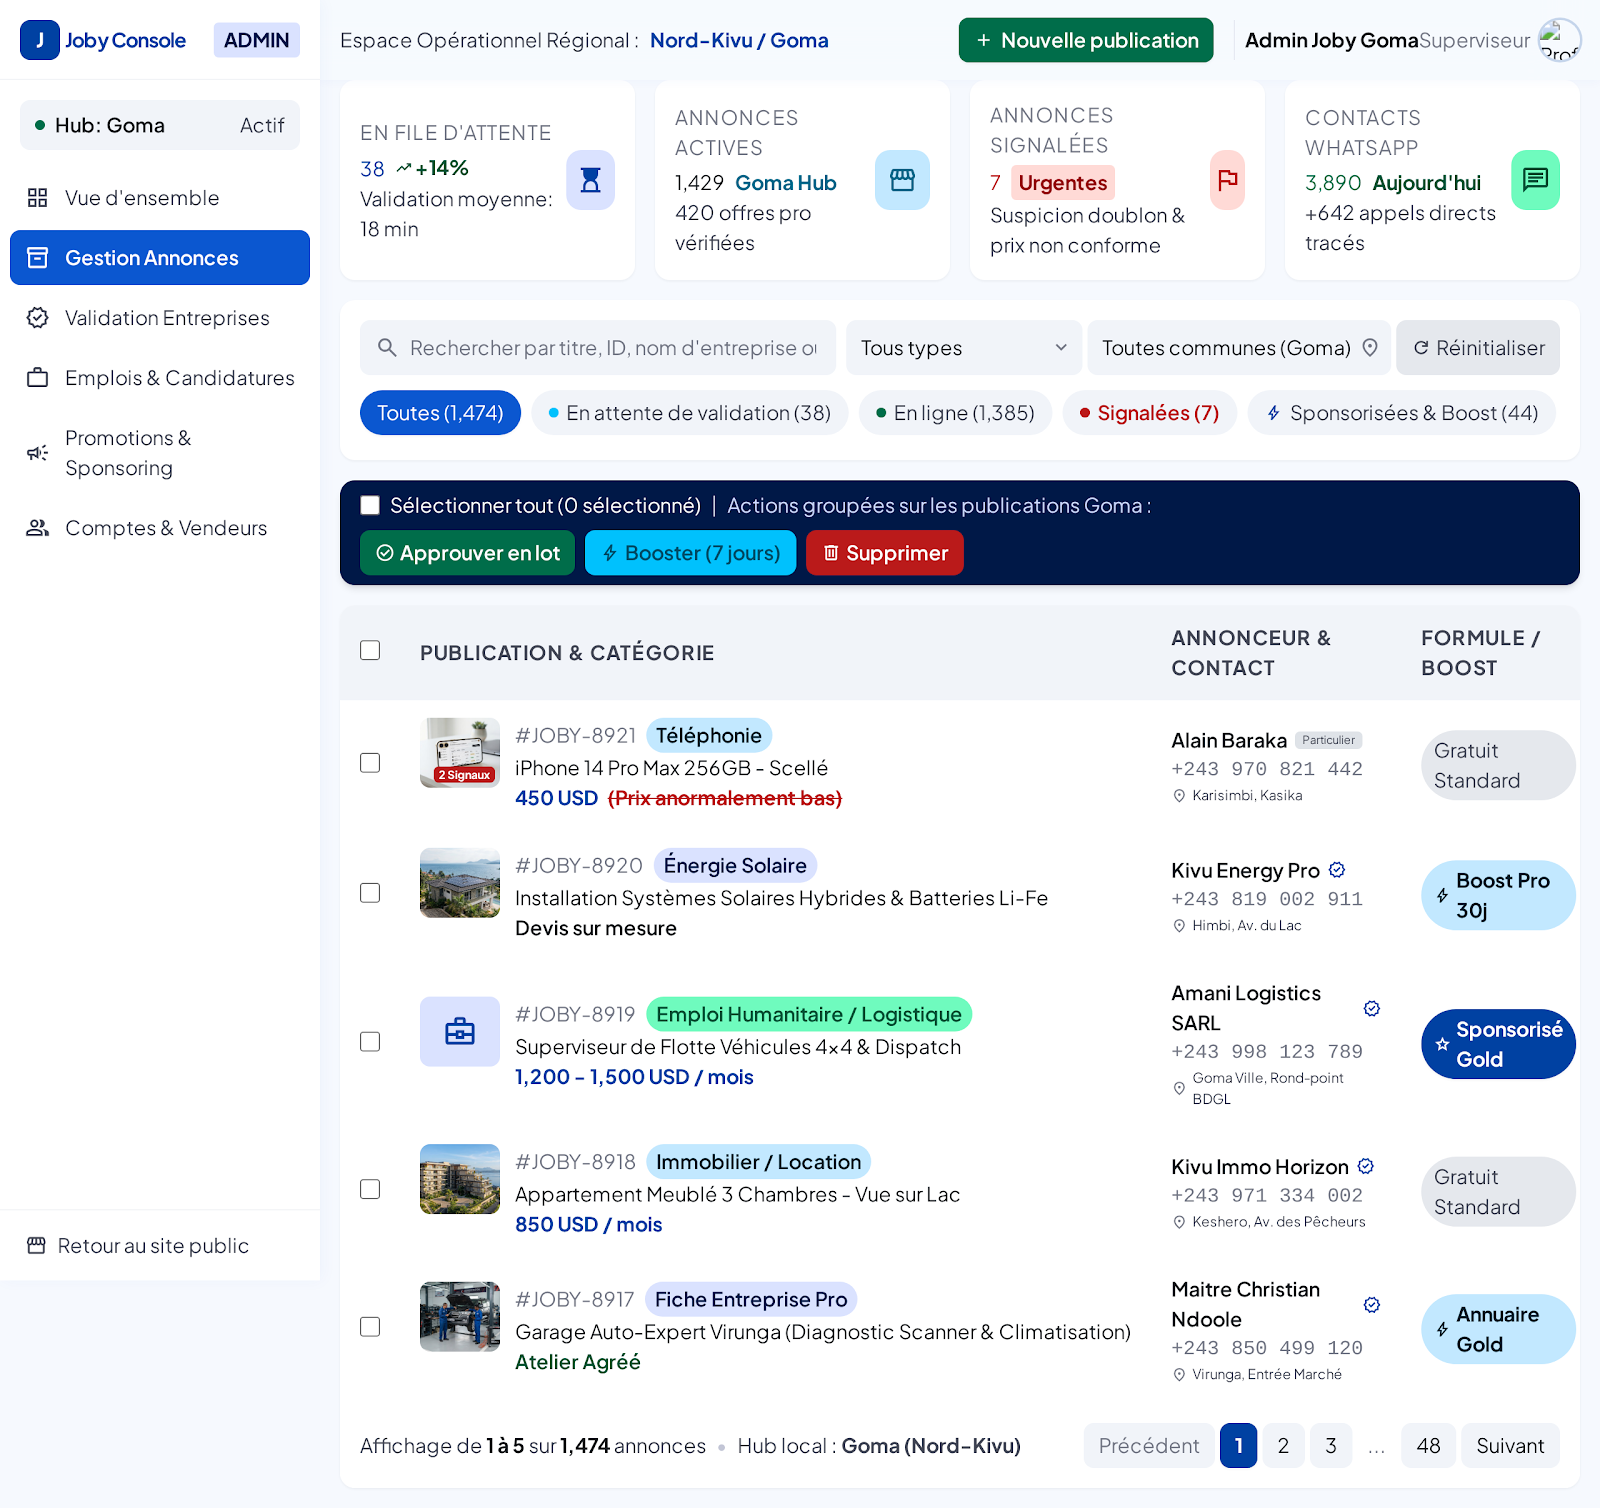 J Joby Console ADMIN
Hub: Goma Actif
Vue d'ensemble
Gestion Annonces
Validation Entreprises
Emplois & Candidatures
Promotions &
Sponsoring
Comptes & Vendeurs
Retour au site public
Espace Opérationnel Régional : Nord-Kivu / Goma
+ Nouvelle publication
Admin Joby Goma Superviseur
EN FILE D'ATTENTE
38 +14%
Validation moyenne:
18 min
ANNONCES
ACTIVES
1,429 Goma Hub
420 offres pro
vérifiées
ANNONCES
SIGNALÉES
7 Urgentes
Suspicion doublon &
prix non conforme
CONTACTS
WHATSAPP
3,890 Aujourd'hui
+642 appels directs
tracés
Rechercher par titre, ID, nom d'entreprise ou
Tous types
Toutes communes (Goma)
Réinitialiser
Toutes (1,474)
En attente de validation (38)
En ligne (1,385)
Signalées (7)
Sponsorisées & Boost (44)
Sélectionner tout (0 sélectionné) | Actions groupées sur les publications Goma :
Approuver en lot
Booster (7 jours)
Supprimer
PUBLICATION & CATÉGORIE
ANNONCEUR &
CONTACT
FORMULE /
BOOST
2 Signaux
#JOBY-8921 Téléphonie
iPhone 14 Pro Max 256GB - Scellé
450 USD (Prix anormalement bas)
Alain Baraka Particulier
+243 970 821 442
Karisimbi, Kasika
Gratuit
Standard
#JOBY-8920 Énergie Solaire
Installation Systèmes Solaires Hybrides & Batteries Li-Fe
Devis sur mesure
Kivu Energy Pro
+243 819 002 911
Himbi, Av. du Lac
Boost Pro
30j
#JOBY-8919 Emploi Humanitaire / Logistique
Superviseur de Flotte Véhicules 4×4 & Dispatch
1,200 - 1,500 USD / mois
Amani Logistics
SARL
+243 998 123 789
Goma Ville, Rond-point
BDGL
Sponsorisé
Gold
#JOBY-8918 Immobilier / Location
Appartement Meublé 3 Chambres - Vue sur Lac
850 USD / mois
Kivu Immo Horizon
+243 971 334 002
Keshero, Av. des Pêcheurs
Gratuit
Standard
#JOBY-8917 Fiche Entreprise Pro
Garage Auto-Expert Virunga (Diagnostic Scanner & Climatisation)
Atelier Agréé
Maitre Christian
Ndoole
+243 850 499 120
Virunga, Entrée Marché
Annuaire
Gold
Affichage de 1 à 5 sur 1,474 annonces • Hub local : Goma (Nord-Kivu)
Précédent 1 2 3 ... 48 Suivant